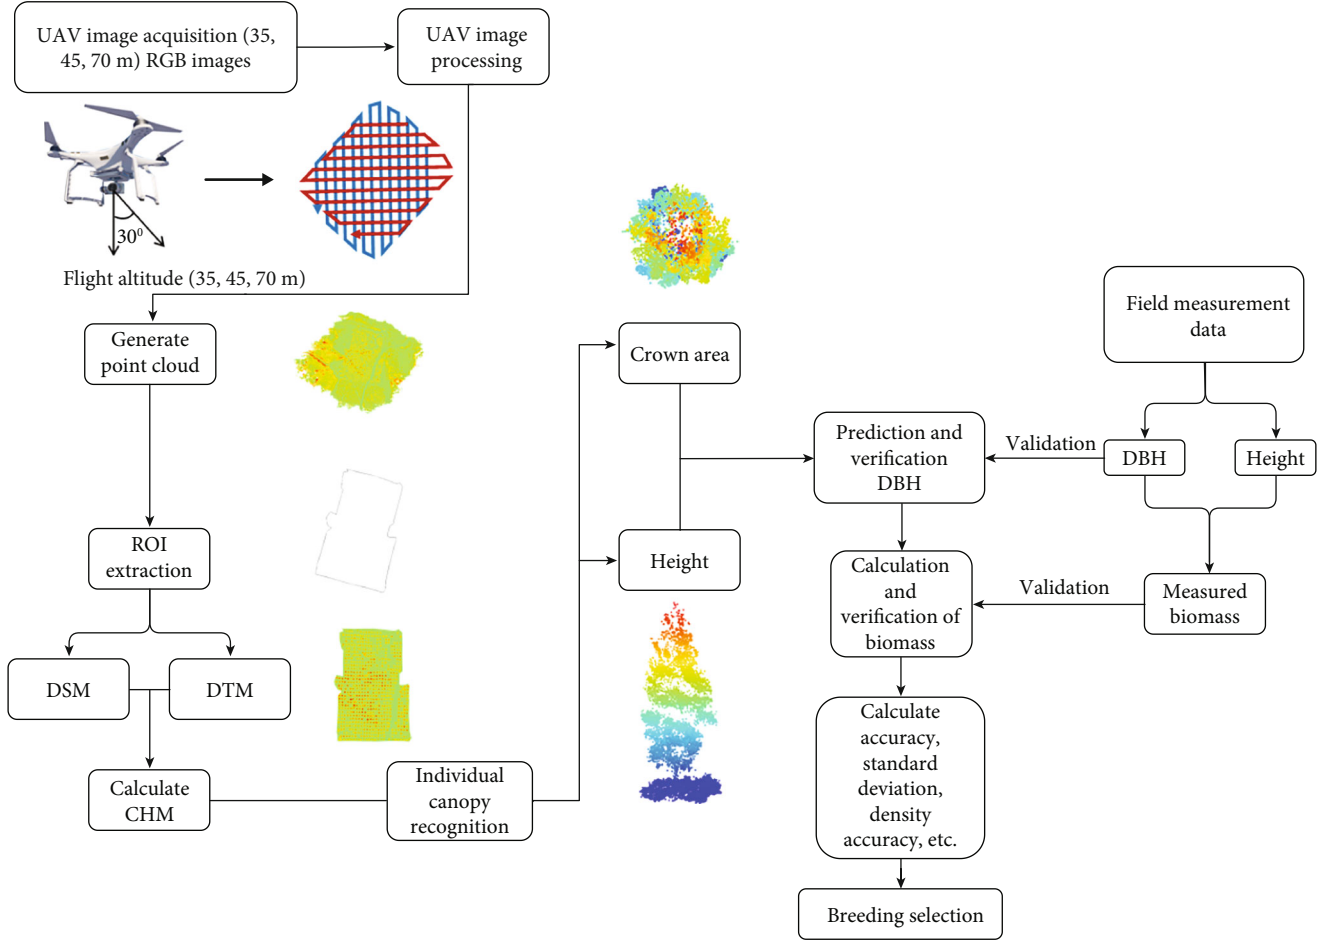 UAV image acquisition (35,
45, 70 m) RGB images
UAV image
processing
30⁰
Flight altitude (35, 45, 70 m)
Generate
point cloud
ROI
extraction
DSM
DTM
Calculate
CHM
Individual
canopy
recognition
Crown area
Height
Prediction and
verification
DBH
Validation
Field measurement
data
DBH
Height
Calculation
and
verification of
biomass
Validation
Measured
biomass
Calculate
accuracy,
standard
deviation,
density
accuracy, etc.
Breeding selection